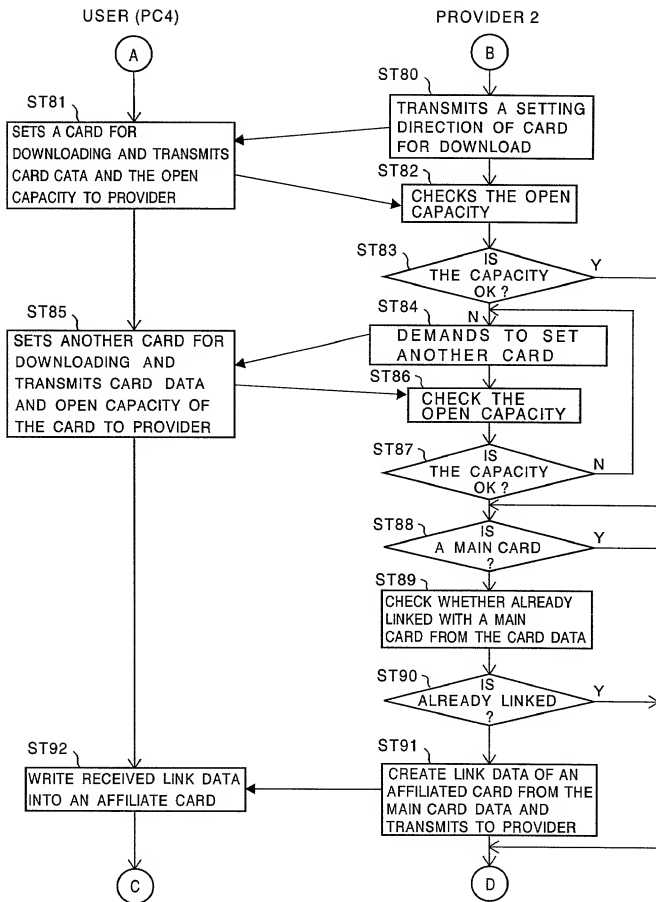 USER (PC4)
PROVIDER 2
A
B
ST80
TRANSMITS A SETTING
DIRECTION OF CARD
FOR DOWNLOAD
ST81
SETS A CARD FOR
DOWNLOADING AND TRANSMITS
CARD CATA AND THE OPEN
CAPACITY TO PROVIDER
ST82
CHECKS THE OPEN
CAPACITY
ST83
IS
THE CAPACITY
OK ?
Y
N
ST84
DEMANDS TO SET
ANOTHER CARD
ST85
SETS ANOTHER CARD FOR
DOWNLOADING AND
TRANSMITS CARD DATA
AND OPEN CAPACITY OF
THE CARD TO PROVIDER
ST86
CHECK THE
OPEN CAPACITY
ST87
IS
THE CAPACITY
OK ?
N
ST88
IS
A MAIN CARD
?
Y
ST89
CHECK WHETHER ALREADY
LINKED WITH A MAIN
CARD FROM THE CARD DATA
ST90
IS
ALREADY LINKED
?
Y
ST91
CREATE LINK DATA OF AN
AFFILIATED CARD FROM THE
MAIN CARD DATA AND
TRANSMITS TO PROVIDER
ST92
WRITE RECEIVED LINK DATA
INTO AN AFFILIATE CARD
C
D